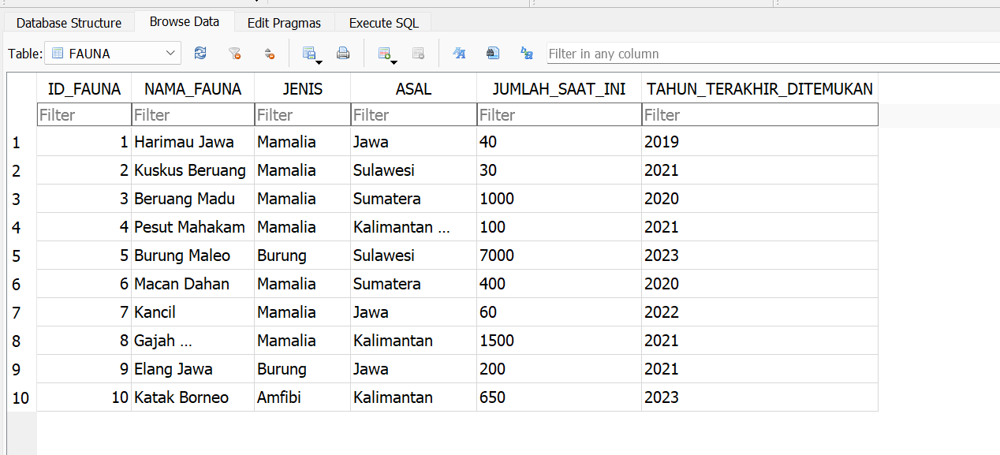 Database Structure Browse Data Edit Pragmas Execute SQL
Table: FAUNA Filter in any column
ID_FAUNA NAMA_FAUNA JENIS ASAL JUMLAH_SAAT_INI TAHUN_TERAKHIR_DITEMUKAN
Filter Filter Filter Filter Filter Filter
1 1 Harimau Jawa Mamalia Jawa 40 2019
2 2 Kuskus Beruang Mamalia Sulawesi 30 2021
3 3 Beruang Madu Mamalia Sumatera 1000 2020
4 4 Pesut Mahakam Mamalia Kalimantan ... 100 2021
5 5 Burung Maleo Burung Sulawesi 7000 2023
6 6 Macan Dahan Mamalia Sumatera 400 2020
7 7 Kancil Mamalia Jawa 60 2022
8 8 Gajah ... Mamalia Kalimantan 1500 2021
9 9 Elang Jawa Burung Jawa 200 2021
10 10 Katak Borneo Amfibi Kalimantan 650 2023